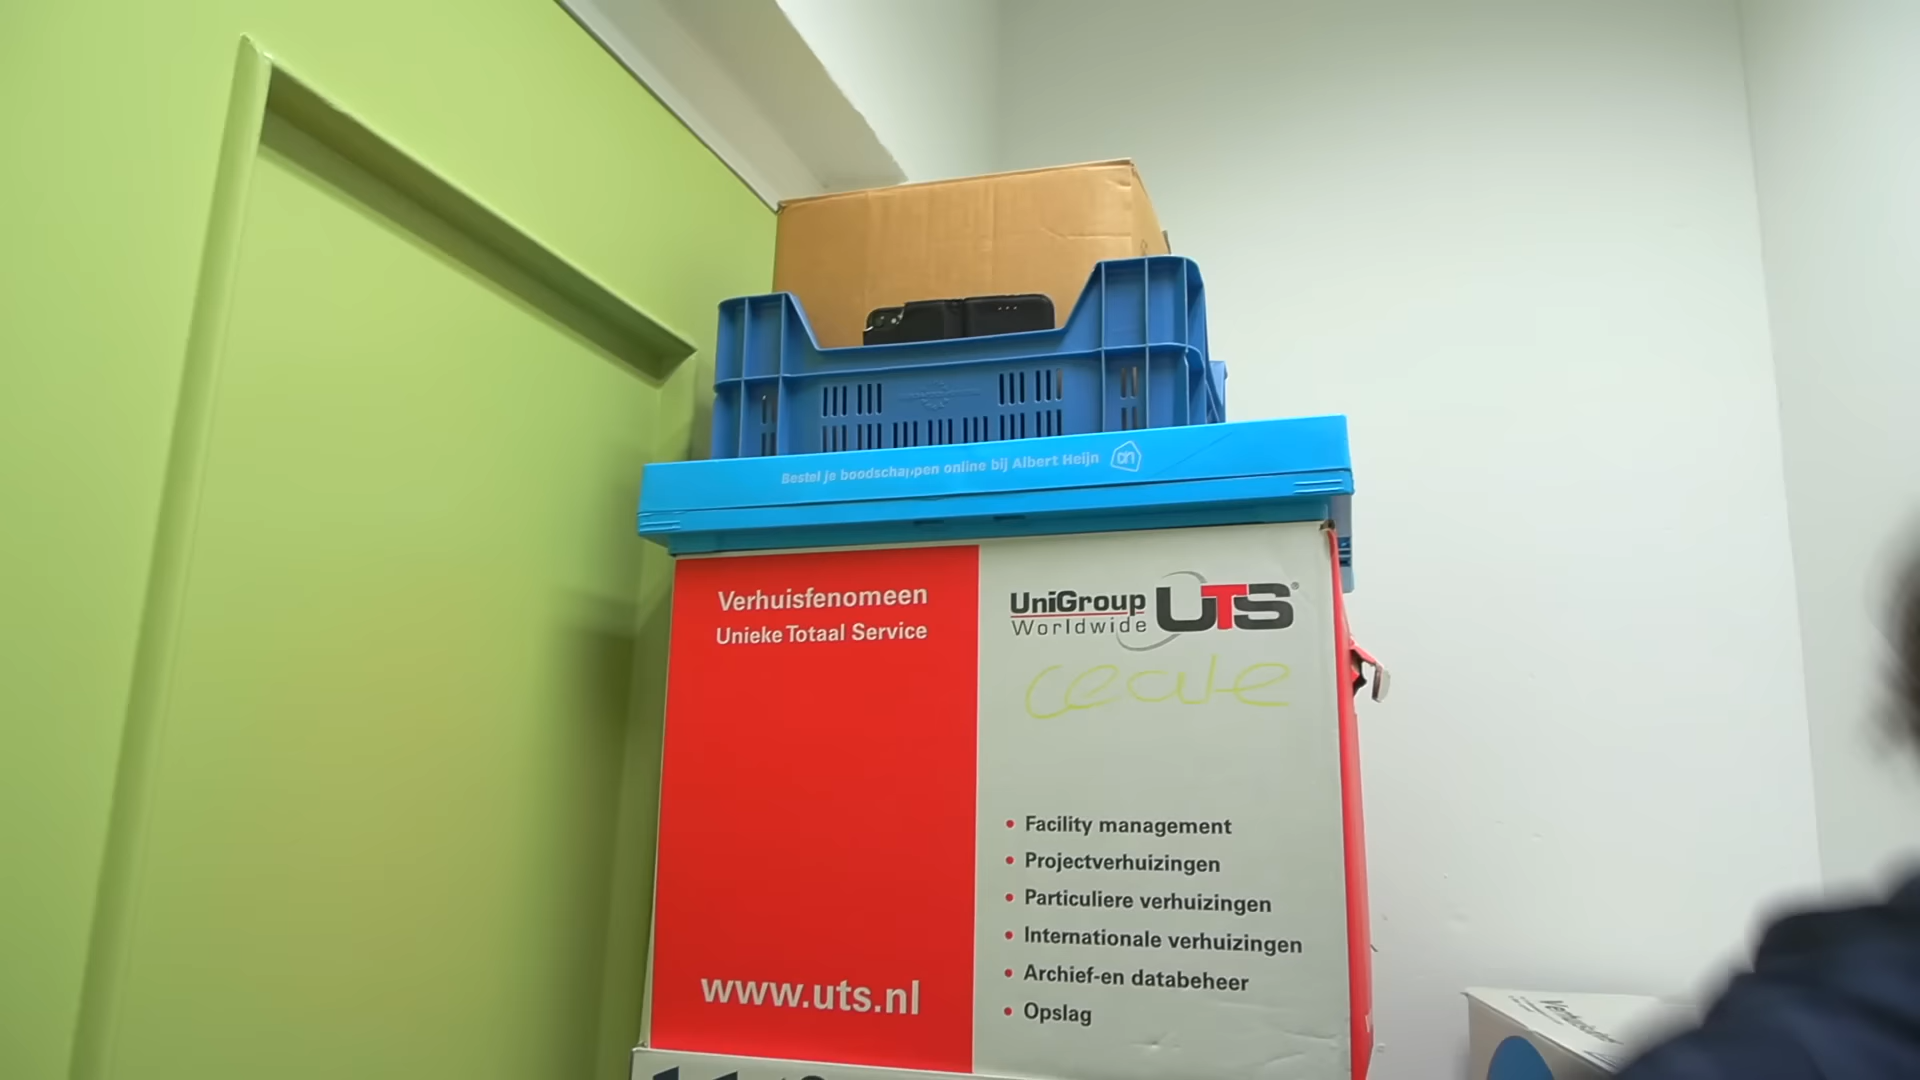 Bestel je boodschappen online bij Albert Heijn ah
Verhuisfenomeen
Unieke Totaal Service
www.uts.nl
UniGroup
Worldwide
UTS®
• Facility management
• Projectverhuizingen
• Particuliere verhuizingen
• Internationale verhuizingen
• Archief-en databeheer
• Opslag